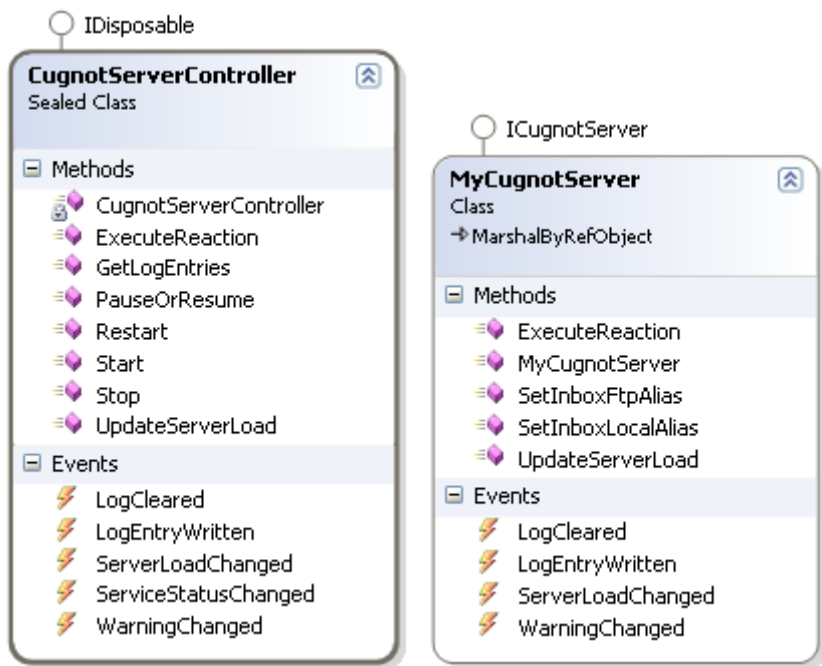 IDisposable
CugnotServerController
Sealed Class
Methods
CugnotServerController
ExecuteReaction
GetLogEntries
PauseOrResume
Restart
Start
Stop
UpdateServerLoad
Events
LogCleared
LogEntryWritten
ServerLoadChanged
ServiceStatusChanged
WarningChanged
ICugnotServer
MyCugnotServer
Class
MarshalByRefObject
Methods
ExecuteReaction
MyCugnotServer
SetInboxFtpAlias
SetInboxLocalAlias
UpdateServerLoad
Events
LogCleared
LogEntryWritten
ServerLoadChanged
WarningChanged